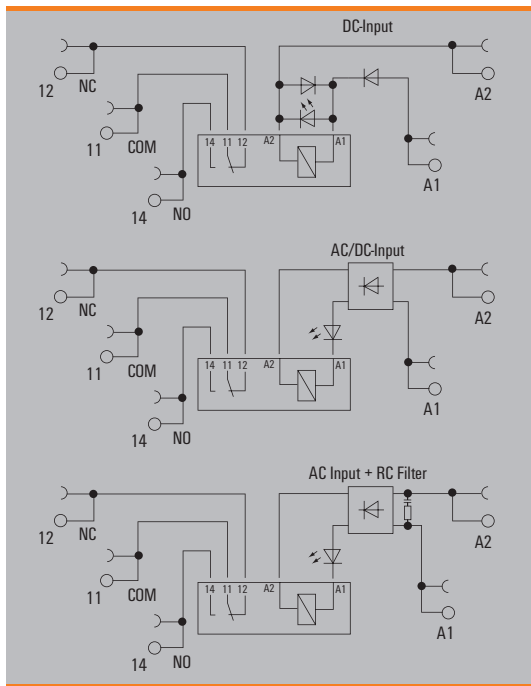 DC-Input
12 NC
A2
11 COM
14 11 12 A2 A1
A1
14 NO
AC/DC-Input
12 NC
A2
11 COM
14 11 12 A2 A1
A1
14 NO
AC Input + RC Filter
12 NC
A2
11 COM
14 11 12 A2 A1
A1
14 NO